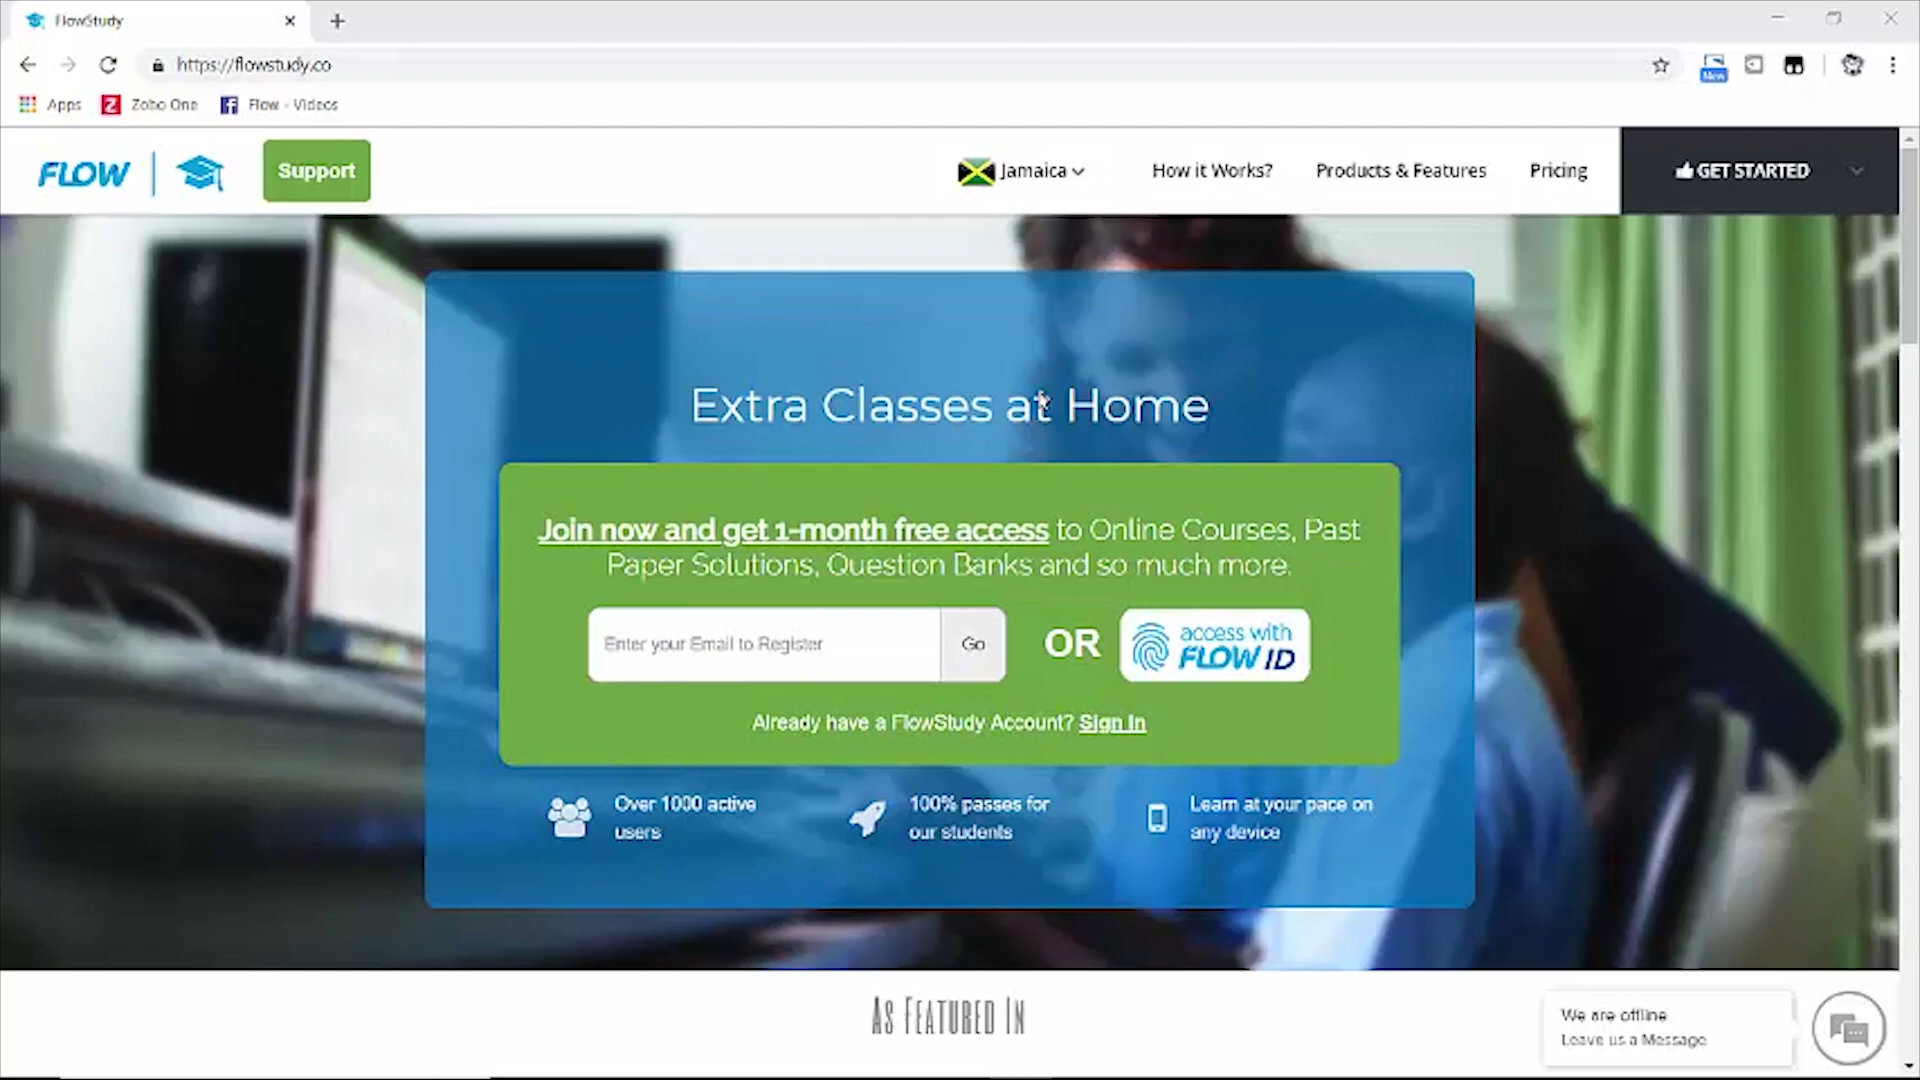 FlowStudy
https://flowstudy.co
New
Apps
Zoho One
Flow - Videos
FLOW
Support
Jamaica
How it Works?
Products & Features
Pricing
GET STARTED
Extra Classes at Home
Join now and get 1-month free access to Online Courses, Past
Paper Solutions, Question Banks and so much more.
Enter your Email to Register
Go
OR
access with
FLOW ID
Already have a FlowStudy Account? Sign In
Over 1000 active
users
100% passes for
our students
Learn at your pace on
any device
As Featured In
We are offline
Leave us a Message